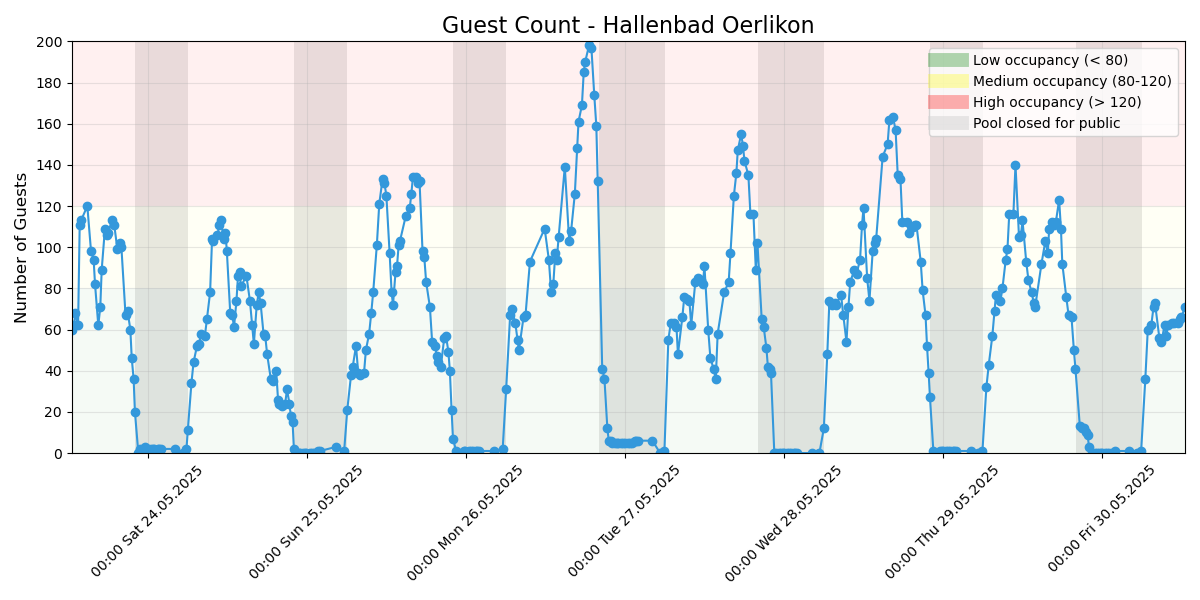 Guest Count - Hallenbad Oerlikon
Number of Guests
200
180
160
140
120
100
80
60
40
20
0
Low occupancy (< 80)
Medium occupancy (80-120)
High occupancy (> 120)
Pool closed for public
00:00 Sat 24.05.2025
00:00 Sun 25.05.2025
00:00 Mon 26.05.2025
00:00 Tue 27.05.2025
00:00 Wed 28.05.2025
00:00 Thu 29.05.2025
00:00 Fri 30.05.2025